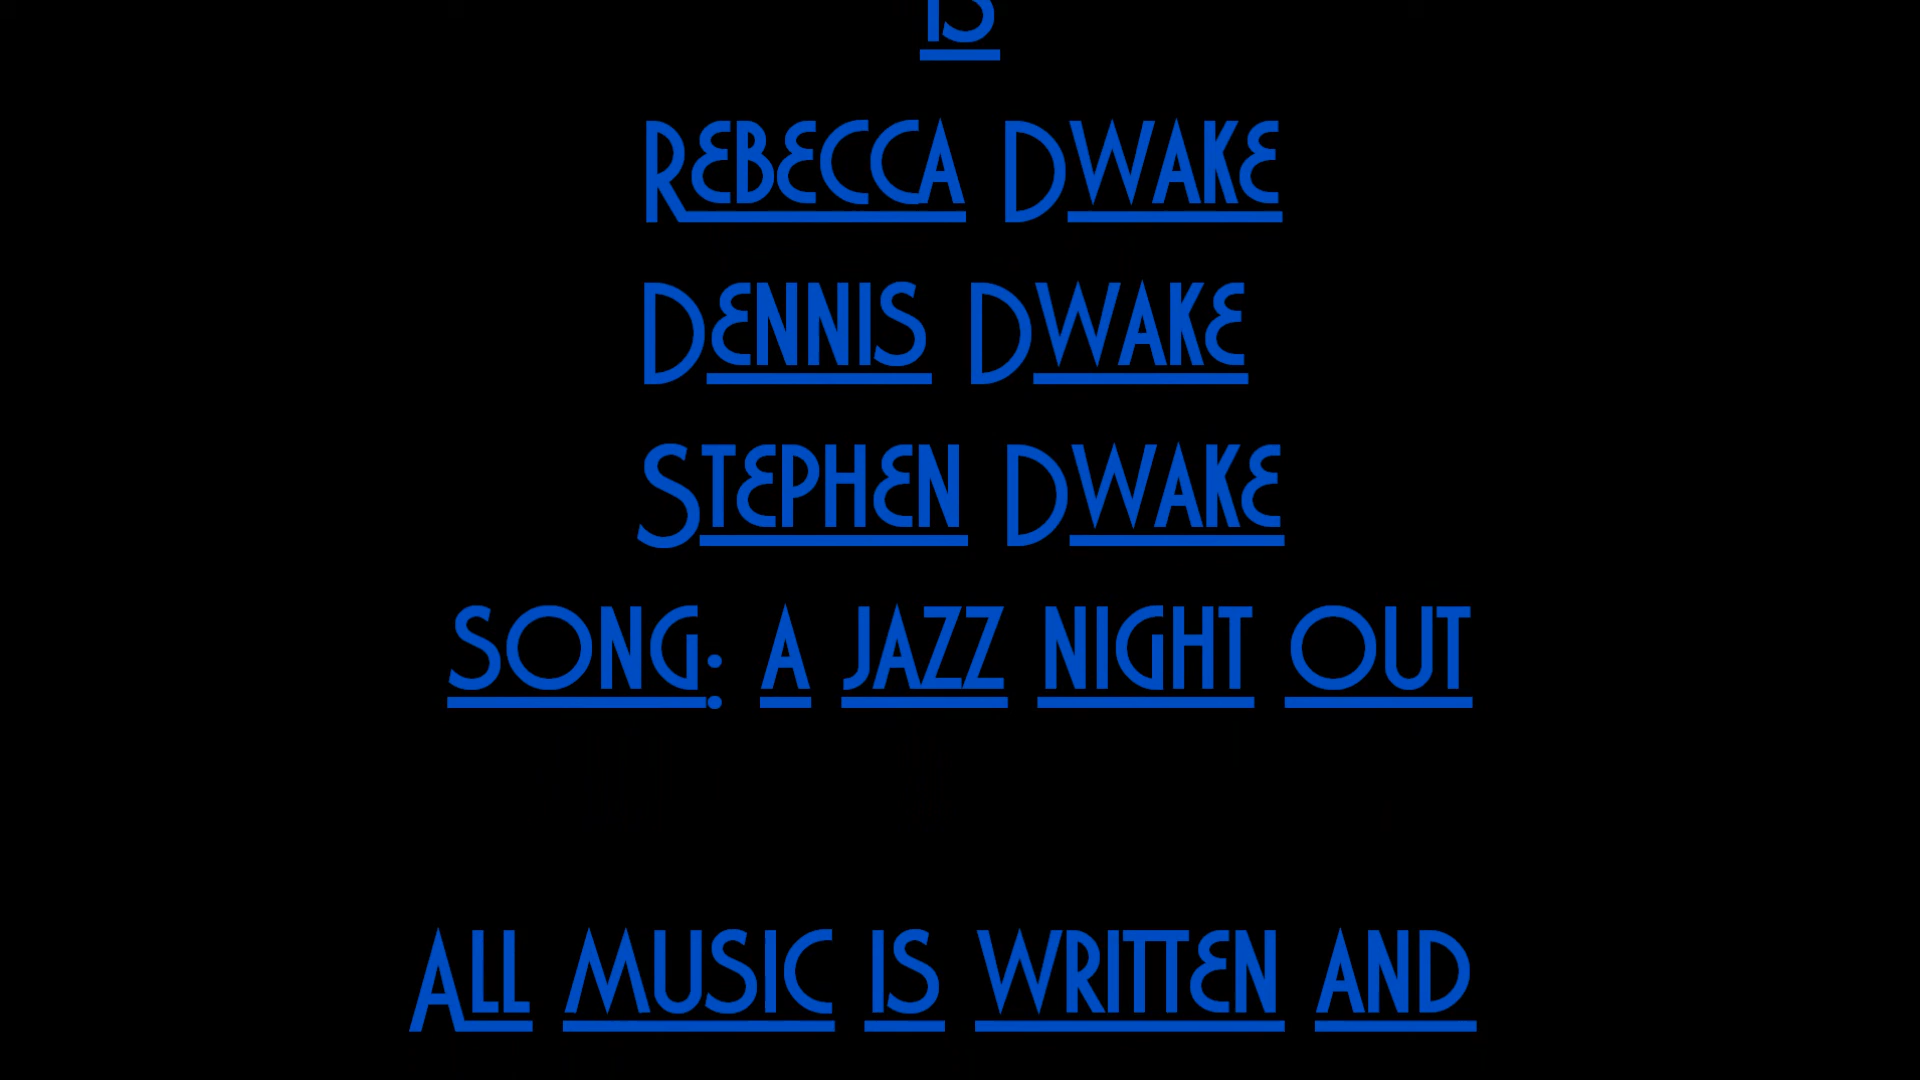 is
Rebecca Dwake
Dennis Dwake
Stephen Dwake
song: a jazz night out
All music is written and